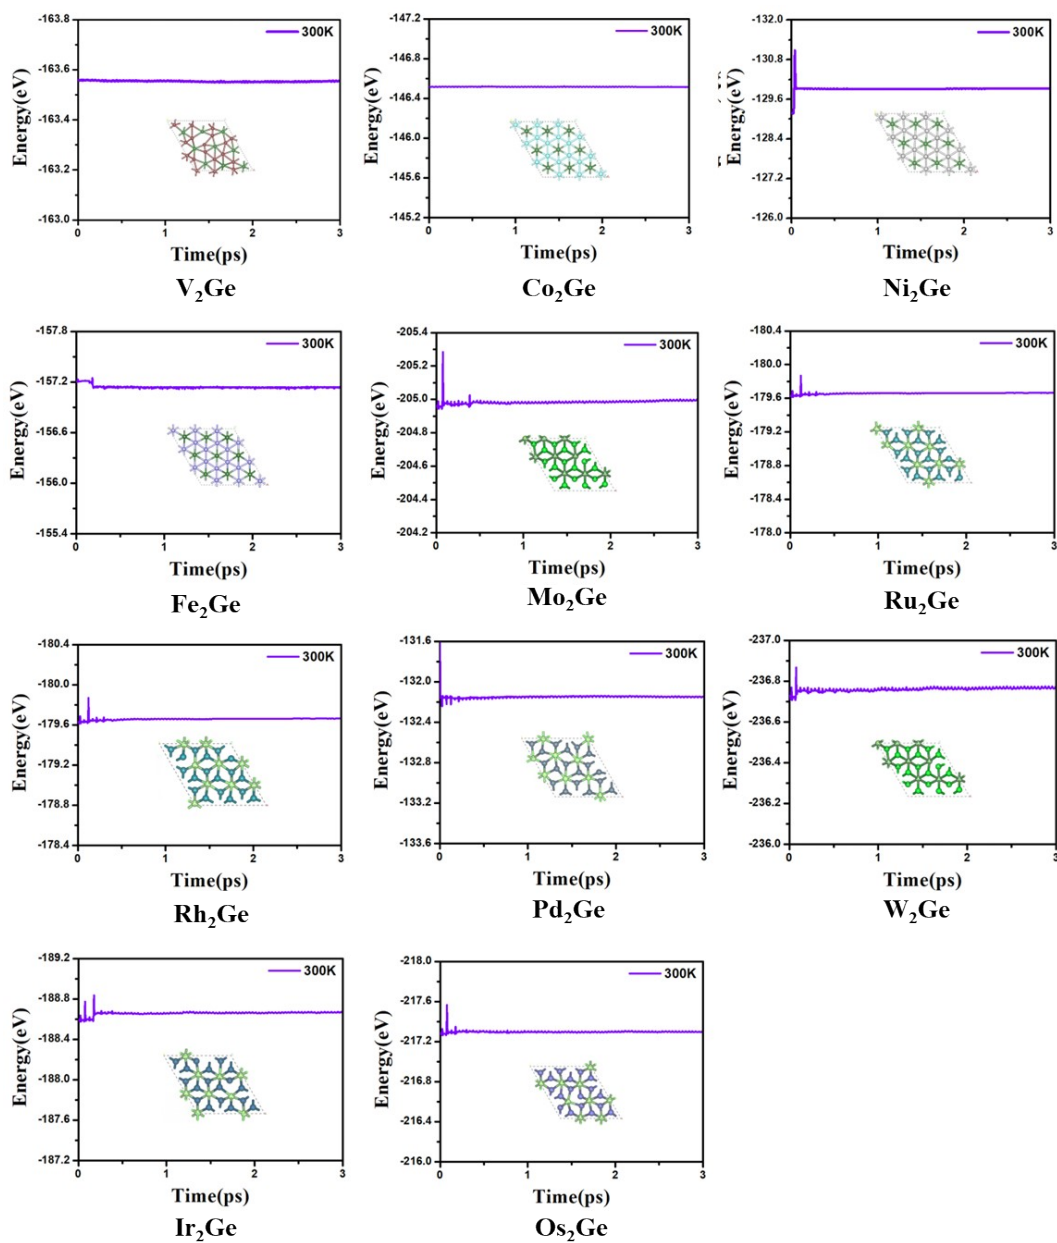 Energy(eV)
-163.8
-163.6
-163.4
-163.2
-163.0
300K
0 1 2 3
Time(ps)
V2Ge
Energy(eV)
-147.2
-146.8
-146.4
-146.0
-145.6
-145.2
300K
0 1 2 3
Time(ps)
Co2Ge
Energy(eV)
-132.0
-130.8
-129.6
-128.4
-127.2
-126.0
300K
0 1 2 3
Time(ps)
Ni2Ge
Energy(eV)
-157.8
-157.2
-156.6
-156.0
-155.4
300K
0 1 2 3
Time(ps)
Fe2Ge
Energy(eV)
-205.4
-205.2
-205.0
-204.8
-204.6
-204.4
-204.2
300K
0 1 2 3
Time(ps)
Mo2Ge
Energy(eV)
-180.4
-180.0
-179.6
-179.2
-178.8
-178.4
-178.0
300K
0 1 2 3
Time(ps)
Ru2Ge
Energy(eV)
-180.4
-180.0
-179.6
-179.2
-178.8
-178.4
300K
0 1 2 3
Time(ps)
Rh2Ge
Energy(eV)
-131.6
-132.0
-132.4
-132.8
-133.2
-133.6
300K
0 1 2 3
Time(ps)
Pd2Ge
Energy(eV)
-237.0
-236.8
-236.6
-236.4
-236.2
-236.0
300K
0 1 2 3
Time(ps)
W2Ge
Energy(eV)
-189.2
-188.8
-188.4
-188.0
-187.6
-187.2
300K
0 1 2 3
Time(ps)
Ir2Ge
Energy(eV)
-218.0
-217.6
-217.2
-216.8
-216.4
-216.0
300K
0 1 2 3
Time(ps)
Os2Ge